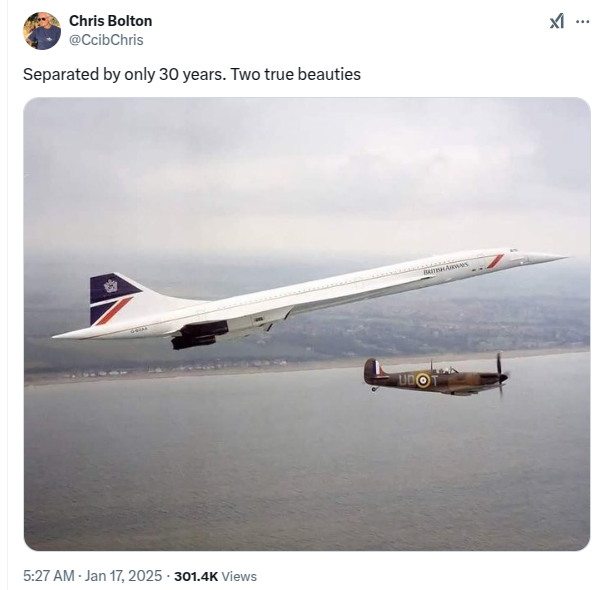 Chris Bolton
@CcibChris
Separated by only 30 years. Two true beauties
BRITISH AIRWAYS
UO T
5:27 AM · Jan 17, 2025 · 301.4K Views